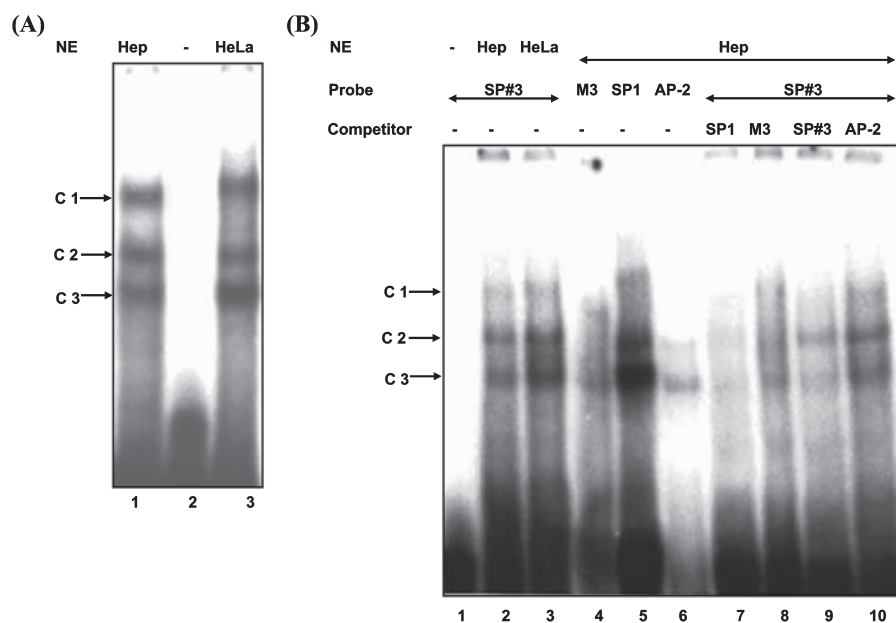 (A)
NE Hep - HeLa
C 1
C 2
C 3
1 2 3
(B)
NE - Hep HeLa Hep
Probe SP#3 M3 SP1 AP-2 SP#3
Competitor - - - - - - SP1 M3 SP#3 AP-2
C 1
C 2
C 3
1 2 3 4 5 6 7 8 9 10